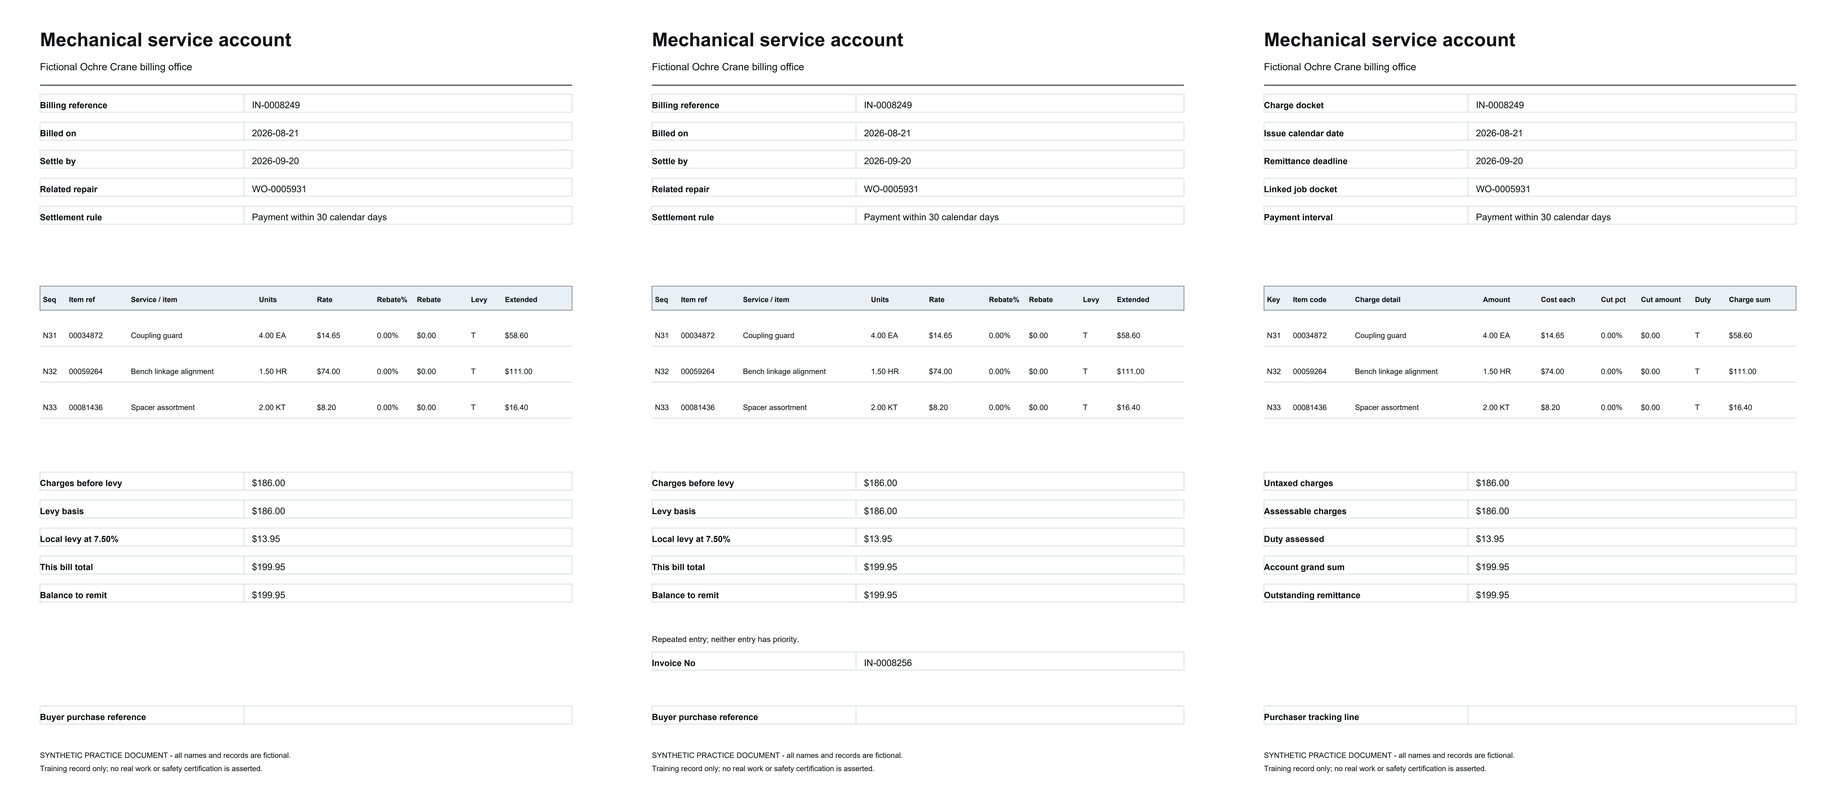 Mechanical service account
Fictional Ochre Crane billing office
Billing reference IN-0008249
Billed on 2026-08-21
Settle by 2026-09-20
Related repair WO-0005931
Settlement rule Payment within 30 calendar days
Seq Item ref Service / item Units Rate Rebate% Rebate Levy Extended
N31 00034872 Coupling guard 4.00 EA $14.65 0.00% $0.00 T $58.60
N32 00059264 Bench linkage alignment 1.50 HR $74.00 0.00% $0.00 T $111.00
N33 00081436 Spacer assortment 2.00 KT $8.20 0.00% $0.00 T $16.40
Charges before levy $186.00
Levy basis $186.00
Local levy at 7.50% $13.95
This bill total $199.95
Balance to remit $199.95
Buyer purchase reference
SYNTHETIC PRACTICE DOCUMENT - all names and records are fictional.
Training record only; no real work or safety certification is asserted.
Mechanical service account
Fictional Ochre Crane billing office
Billing reference IN-0008249
Billed on 2026-08-21
Settle by 2026-09-20
Related repair WO-0005931
Settlement rule Payment within 30 calendar days
Seq Item ref Service / item Units Rate Rebate% Rebate Levy Extended
N31 00034872 Coupling guard 4.00 EA $14.65 0.00% $0.00 T $58.60
N32 00059264 Bench linkage alignment 1.50 HR $74.00 0.00% $0.00 T $111.00
N33 00081436 Spacer assortment 2.00 KT $8.20 0.00% $0.00 T $16.40
Charges before levy $186.00
Levy basis $186.00
Local levy at 7.50% $13.95
This bill total $199.95
Balance to remit $199.95
Repeated entry; neither entry has priority.
Invoice No IN-0008256
Buyer purchase reference
SYNTHETIC PRACTICE DOCUMENT - all names and records are fictional.
Training record only; no real work or safety certification is asserted.
Mechanical service account
Fictional Ochre Crane billing office
Charge docket IN-0008249
Issue calendar date 2026-08-21
Remittance deadline 2026-09-20
Linked job docket WO-0005931
Payment interval Payment within 30 calendar days
Key Item code Charge detail Amount Cost each Cut pct Cut amount Duty Charge sum
N31 00034872 Coupling guard 4.00 EA $14.65 0.00% $0.00 T $58.60
N32 00059264 Bench linkage alignment 1.50 HR $74.00 0.00% $0.00 T $111.00
N33 00081436 Spacer assortment 2.00 KT $8.20 0.00% $0.00 T $16.40
Untaxed charges $186.00
Assessable charges $186.00
Duty assessed $13.95
Account grand sum $199.95
Outstanding remittance $199.95
Purchaser tracking line
SYNTHETIC PRACTICE DOCUMENT - all names and records are fictional.
Training record only; no real work or safety certification is asserted.